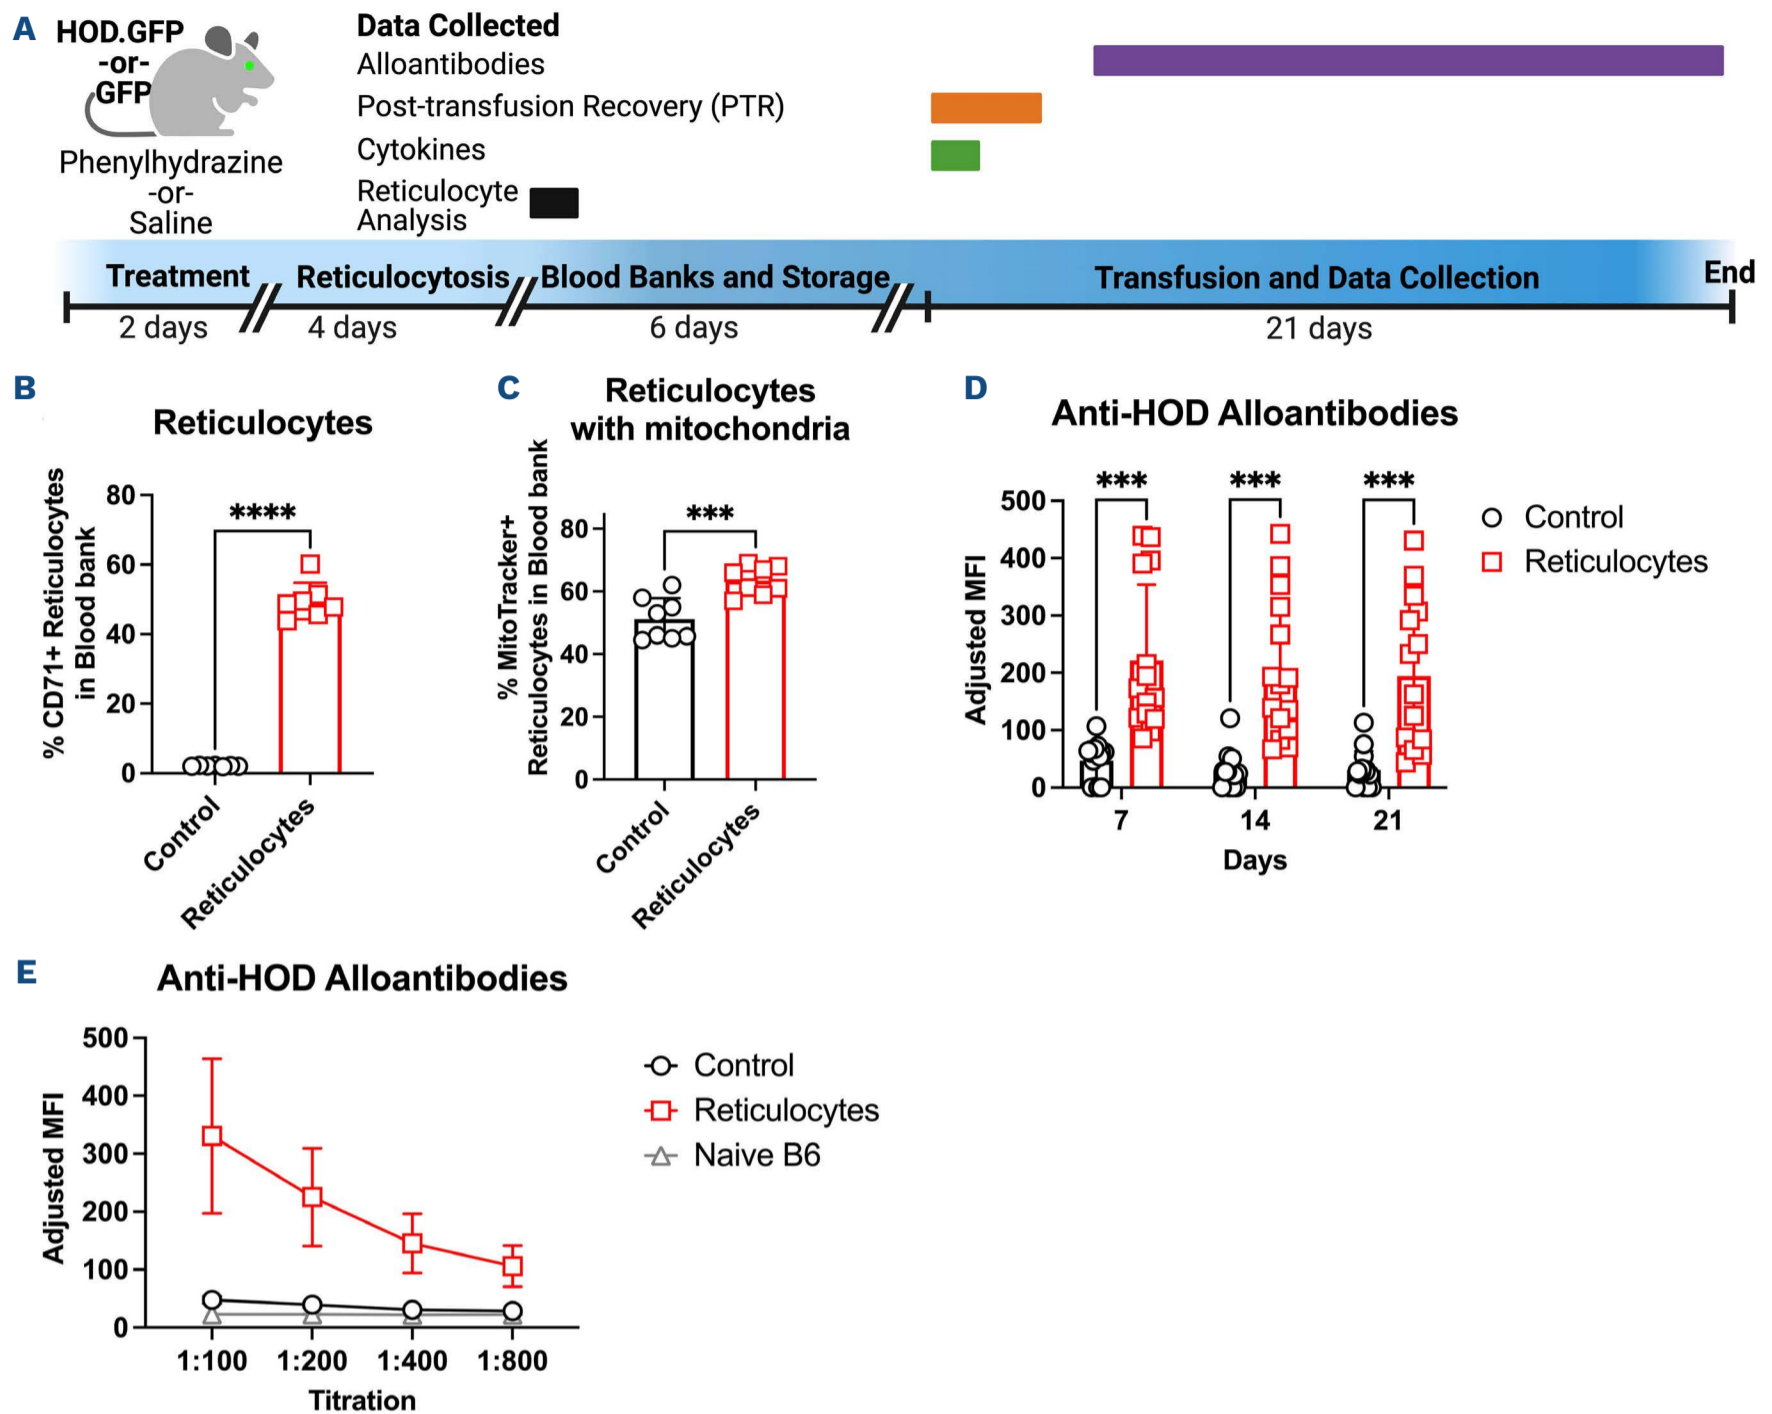 A
HOD.GFP
-or-
GFP
Phenylhydrazine
-or-
Saline
Data Collected
Alloantibodies
Post-transfusion Recovery (PTR)
Cytokines
Reticulocyte
Analysis
Treatment
Reticulocytosis
Blood Banks and Storage
Transfusion and Data Collection
End
2 days
4 days
6 days
21 days
B
Reticulocytes
% CD71+ Reticulocytes
in Blood bank
80
60
40
20
0
****
Control
Reticulocytes
C
Reticulocytes
with mitochondria
% MitoTracker+
Reticulocytes in Blood bank
80
60
40
20
0
***
Control
Reticulocytes
D
Anti-HOD Alloantibodies
Adjusted MFI
500
400
300
200
100
0
*** *** ***
7 14 21
Days
Control
Reticulocytes
E
Anti-HOD Alloantibodies
Adjusted MFI
500
400
300
200
100
0
1:100 1:200 1:400 1:800
Titration
Control
Reticulocytes
Naive B6